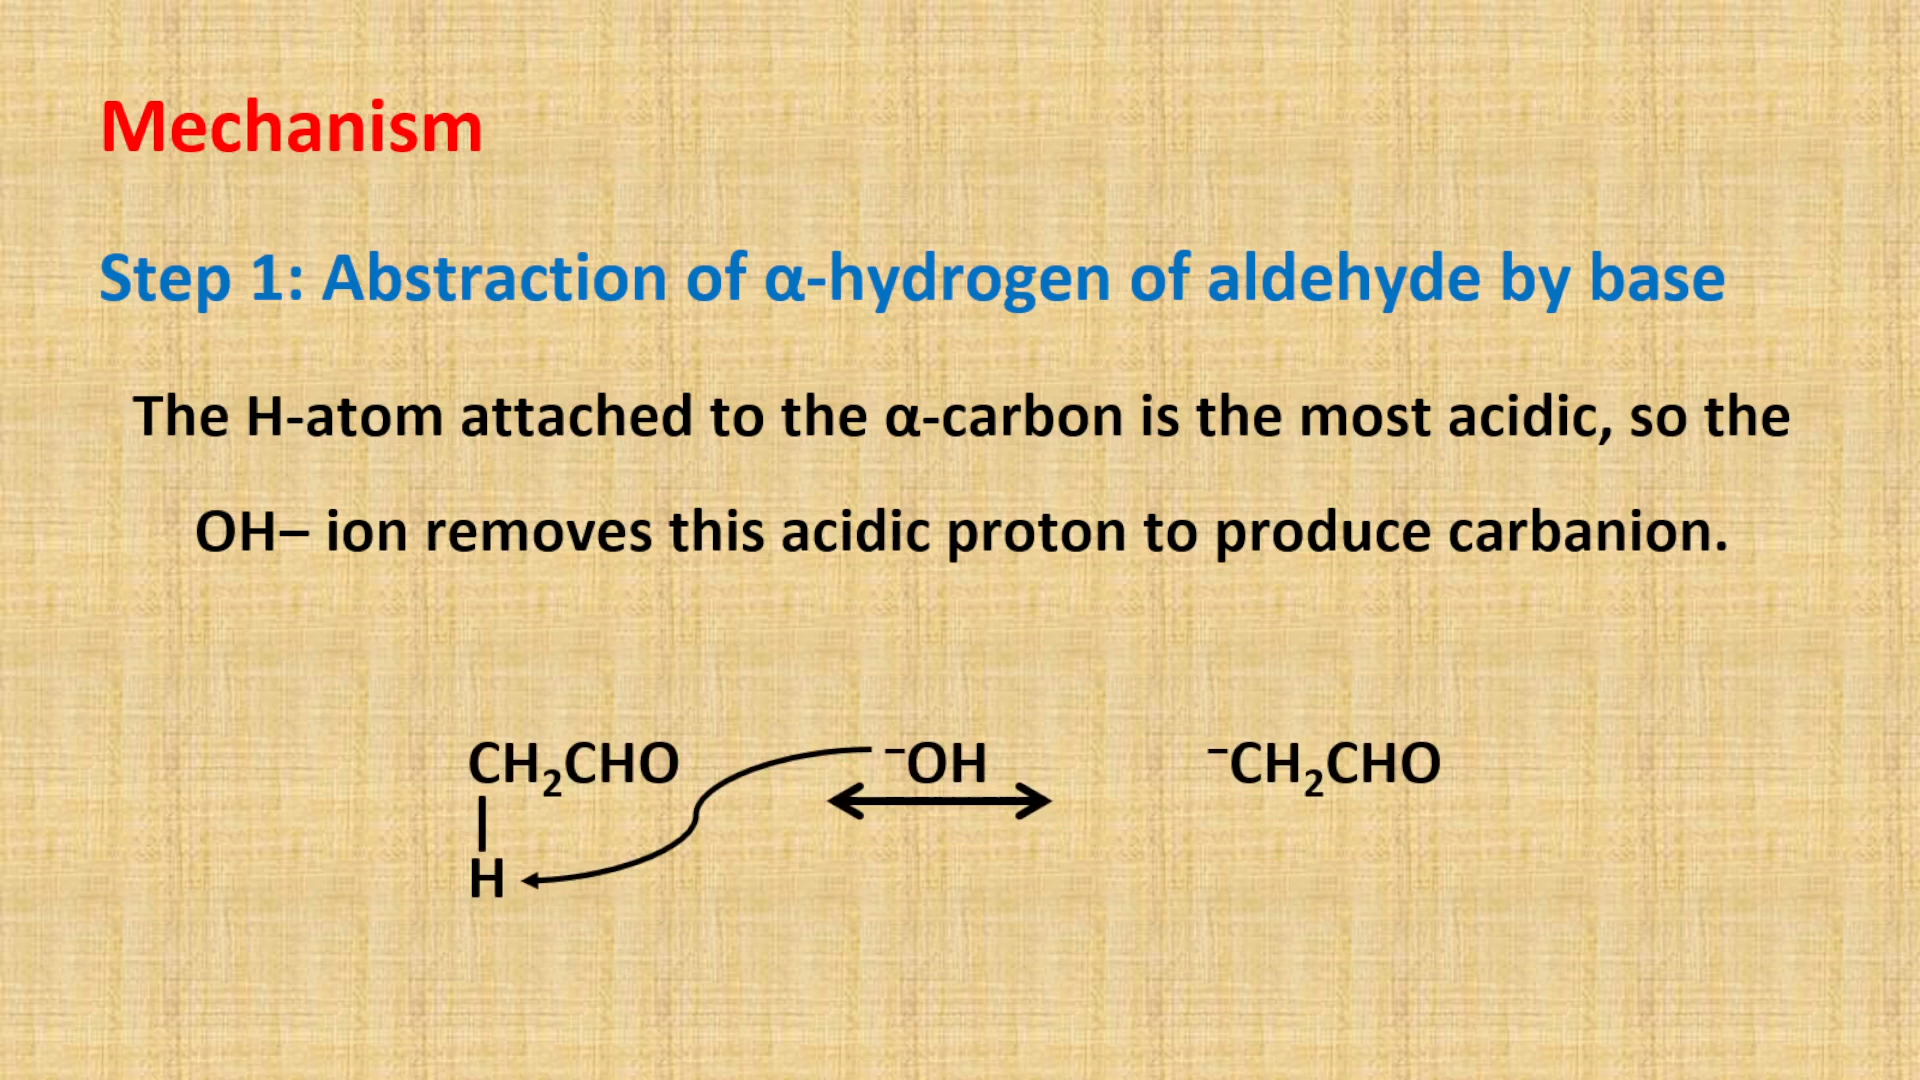 Mechanism
Step 1: Abstraction of α-hydrogen of aldehyde by base
The H-atom attached to the α-carbon is the most acidic, so the
OH– ion removes this acidic proton to produce carbanion.
CH₂CHO ⁻OH ⁻CH₂CHO
H